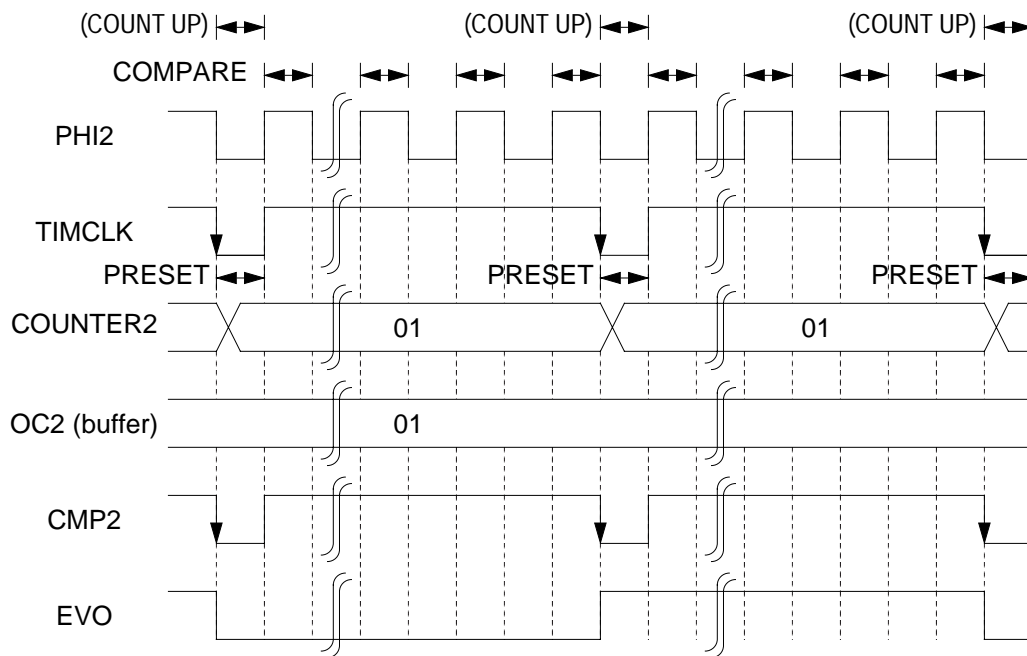 (COUNT UP) (COUNT UP) (COUNT UP)
COMPARE
PHI2
TIMCLK
PRESET PRESET PRESET
COUNTER2 01 01
OC2 (buffer) 01
CMP2
EVO